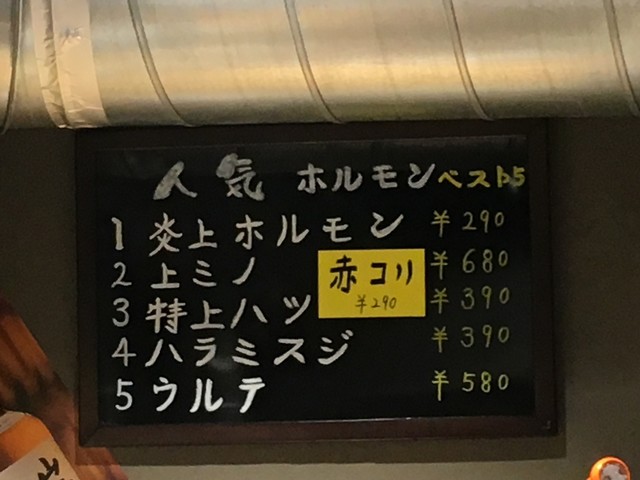 人気 ホルモンベスト5
1 炎上ホルモン ¥290
2 上ミノ ¥680
3 特上ハツ ¥390
4 ハラミスジ ¥390
5 ウルテ ¥580
赤コリ
¥290